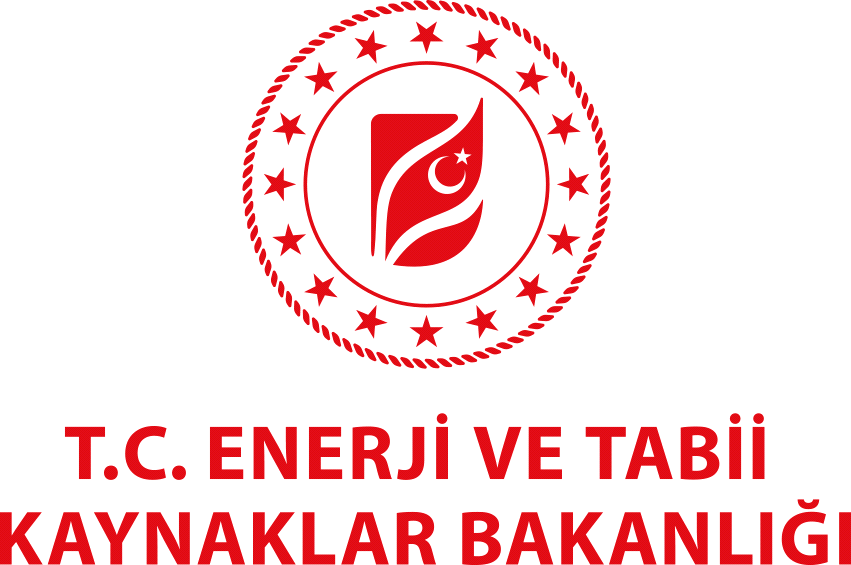 T.C. ENERJİ VE TABİİ
KAYNAKLAR BAKANLIĞI